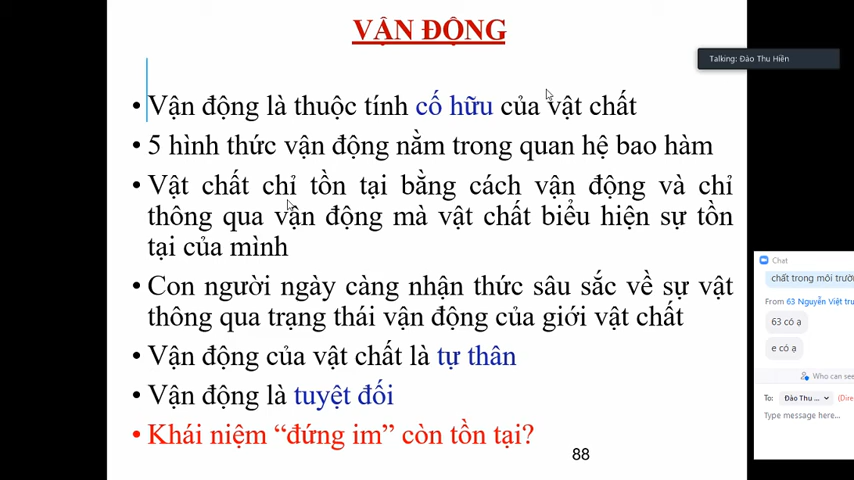 VẬN ĐỘNG
Talking: Đào Thu Hiền
• Vận động là thuộc tính cố hữu của vật chất
• 5 hình thức vận động nằm trong quan hệ bao hàm
• Vật chất chỉ tồn tại bằng cách vận động và chỉ
thông qua vận động mà vật chất biểu hiện sự tồn
tại của mình
• Con người ngày càng nhận thức sâu sắc về sự vật
thông qua trạng thái vận động của giới vật chất
• Vận động của vật chất là tự thân
• Vận động là tuyệt đối
• Khái niệm “đứng im” còn tồn tại?
88
Chat
chất trong môi trườ
From 63 Nguyễn Việt tru
63 có ạ
e có ạ
Who can see
To: Đào Thu ... (Dire
Type message here...